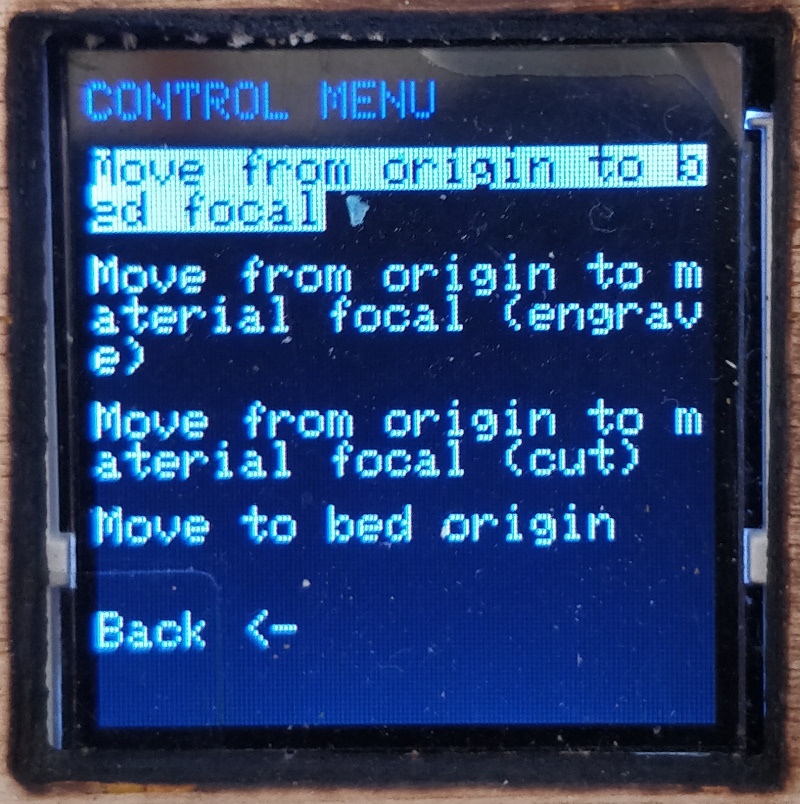 CONTROL MENU
Move from origin to b
ed focal
Move from origin to m
aterial focal (engrav
e)
Move from origin to m
aterial focal (cut)
Move to bed origin
Back <-